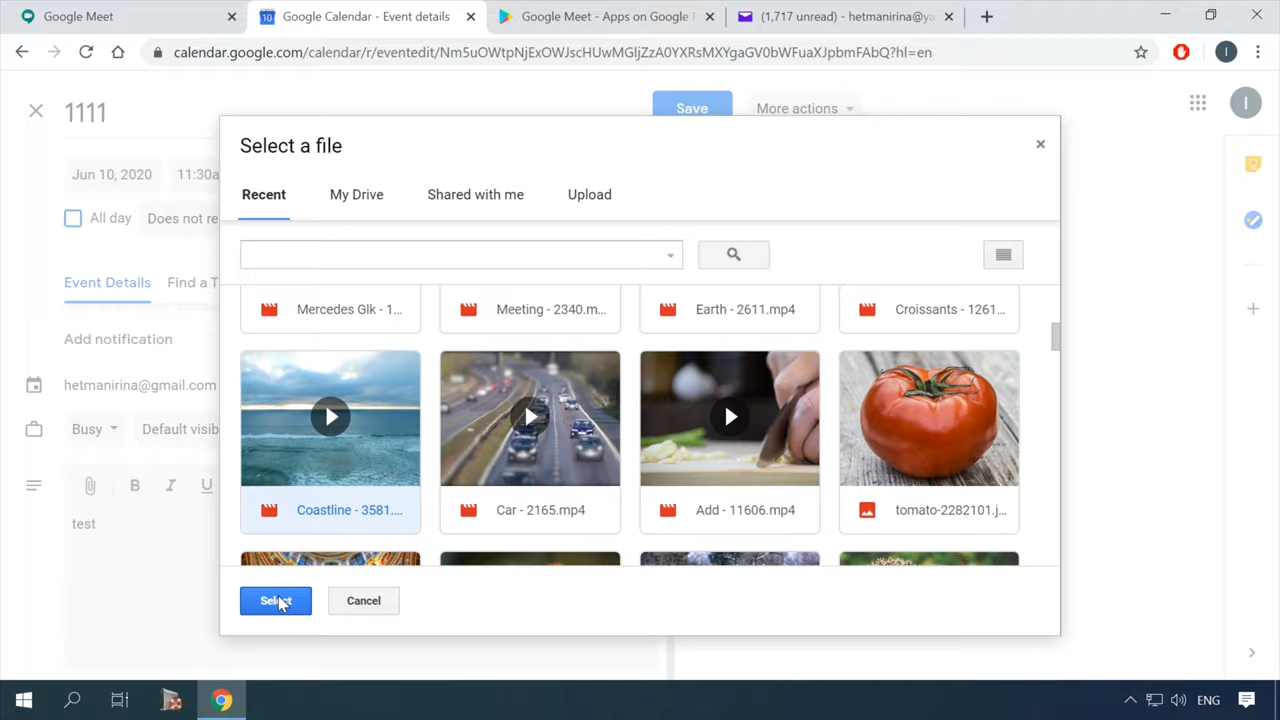 Google Meet
Google Calendar - Event details
Google Meet - Apps on Google
(1,717 unread) - hetmanirina@ya
calendar.google.com/calendar/r/eventedit/Nm5uOWtpNjExOWJscHUwMGljZzA0YXRsMXYgaGV0bWFuaXJpbmFAbQ?hl=en
I
1111
Save
More actions
I
Select a file
Jun 10, 2020
11:30a
Recent
My Drive
Shared with me
Upload
All day
Does not re
Event Details
Find a T
Mercedes Glk - 1...
Meeting - 2340.m...
Earth - 2611.mp4
Croissants - 1261...
Add notification
hetmanirina@gmail.com
Busy
Default visib
B I U
test
Coastline - 3581....
Car - 2165.mp4
Add - 11606.mp4
tomato-2282101.j...
Select
Cancel
ENG